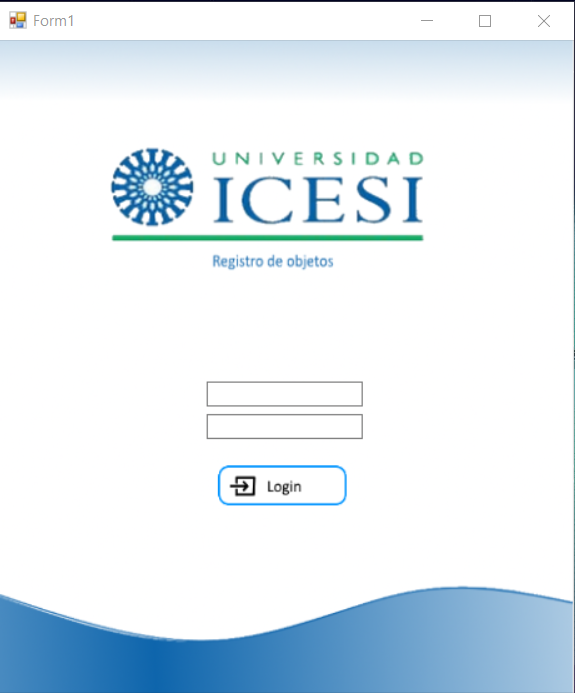 Form1
UNIVERSIDAD
ICESI
Registro de objetos
Login